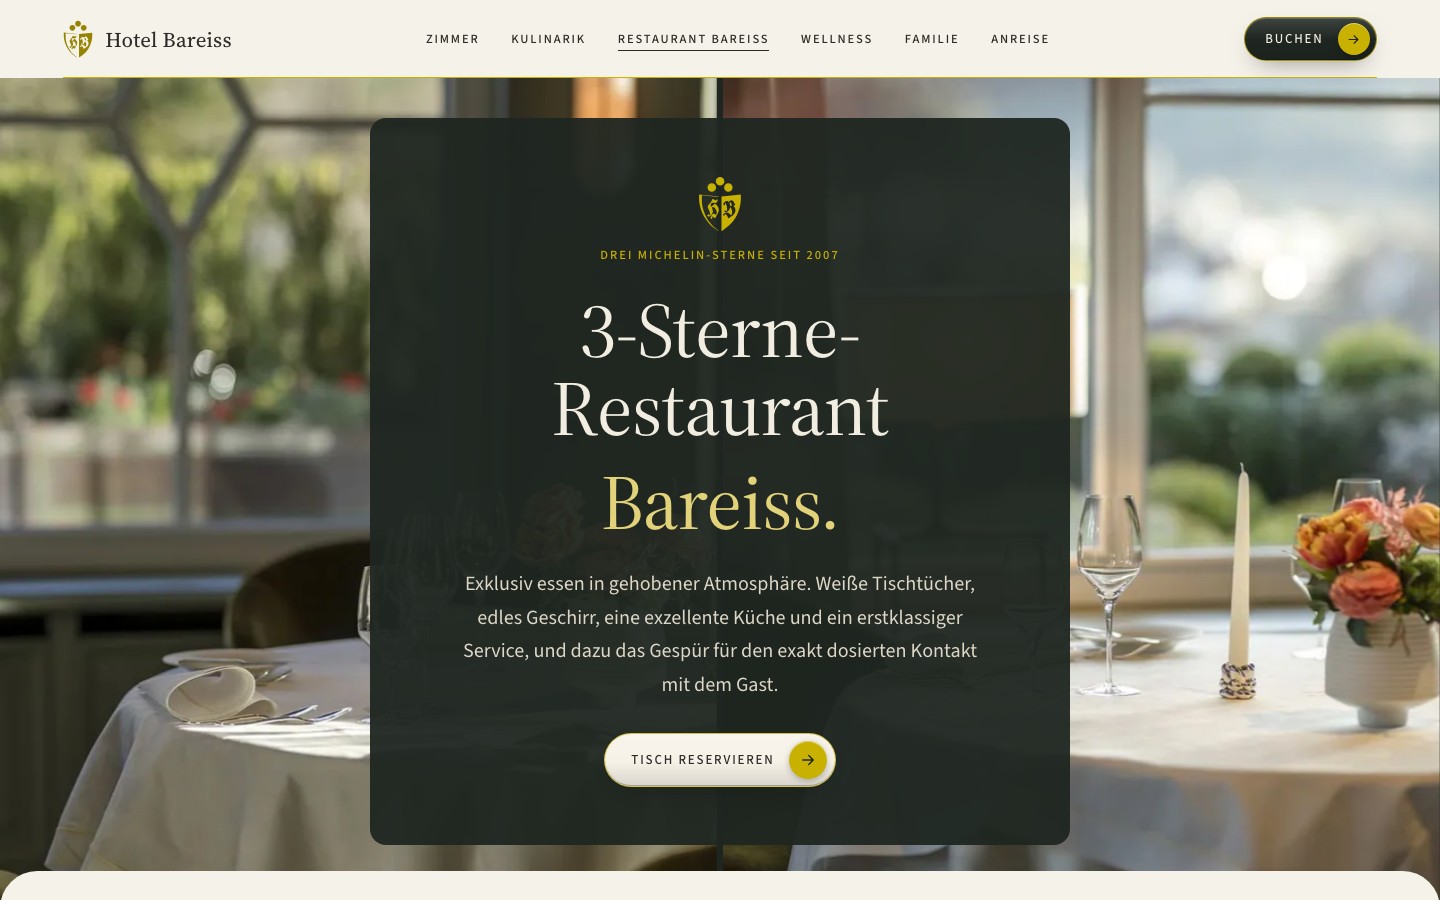 Hotel Bareiss
ZIMMER
KULINARIK
RESTAURANT BAREISS
WELLNESS
FAMILIE
ANREISE
BUCHEN
HB
DREI MICHELIN-STERNE SEIT 2007
3-Sterne-
Restaurant
Bareiss.
Exklusiv essen in gehobener Atmosphäre. Weiße Tischtücher,
edles Geschirr, eine exzellente Küche und ein erstklassiger
Service, und dazu das Gespür für den exakt dosierten Kontakt
mit dem Gast.
TISCH RESERVIEREN